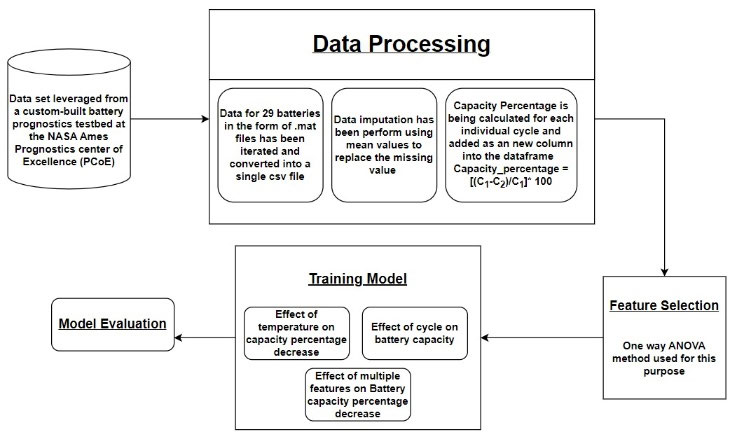 Data set leveraged from
a custom-built battery
prognostics testbed at
the NASA Ames
Prognostics center of
Excellence (PCoE)
Data Processing
Data for 29 batteries
in the form of .mat
files has been
iterated and
converted into a
single csv file
Data imputation has
been perform using
mean values to
replace the missing
value
Capacity Percentage is
being calculated for each
individual cycle and
added as an new column
into the dataframe
Capacity_percentage =
[(C₁-C₂)/C₁]* 100
Feature Selection
One way ANOVA
method used for this
purpose
Training Model
Effect of
temperature on
capacity percentage
decrease
Effect of cycle on
battery capacity
Effect of multiple
features on Battery
capacity percentage
decrease
Model Evaluation